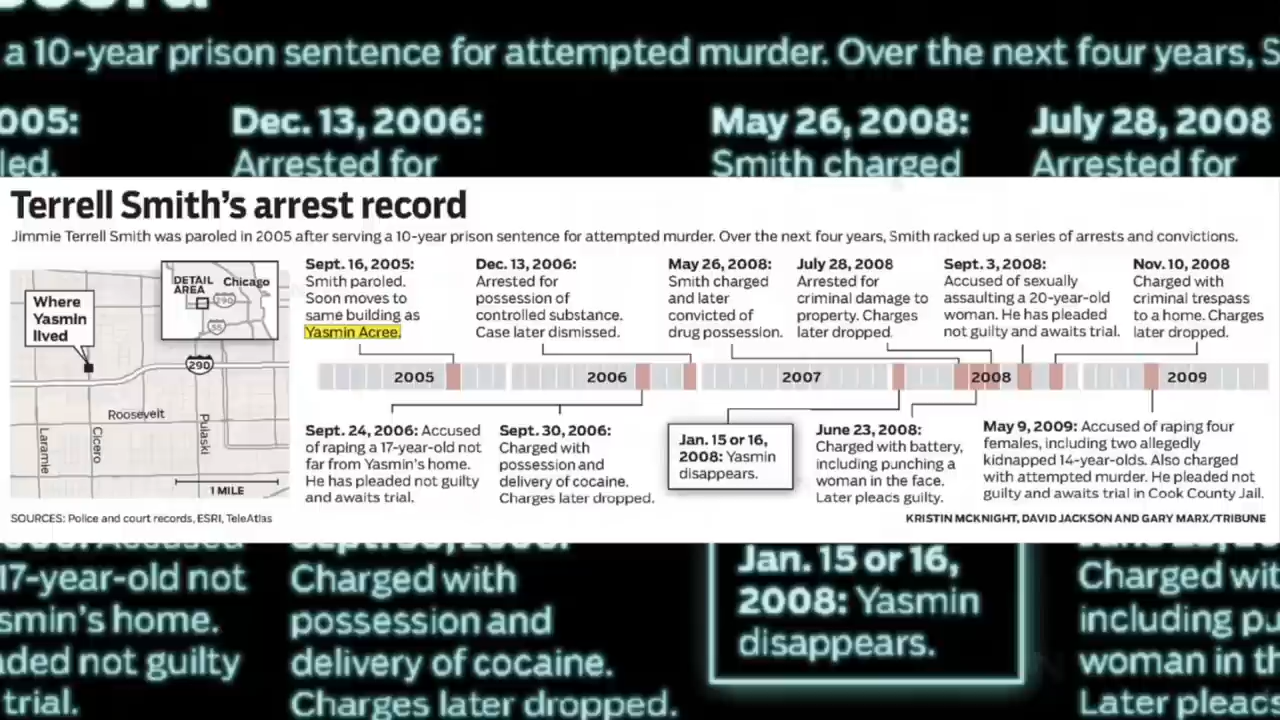 a 10-year prison sentence for attempted murder. Over the next four years, S
005:
Dec. 13, 2006:
May 26, 2008:
July 28, 2008
led.
Arrested for
Smith charged
Arrested for
Terrell Smith's arrest record
Jimmie Terrell Smith was paroled in 2005 after serving a 10-year prison sentence for attempted murder. Over the next four years, Smith racked up a series of arrests and convictions.
Where
Yasmin
lived
DETAIL
AREA
Chicago
290
55
290
Roosevelt
Laramie
Cicero
Pulaski
1 MILE
Sept. 16, 2005:
Smith paroled.
Soon moves to
same building as
Yasmin Acree.
Dec. 13, 2006:
Arrested for
possession of
controlled substance.
Case later dismissed.
May 26, 2008:
Smith charged
and later
convicted of
drug possession.
July 28, 2008
Arrested for
criminal damage to
property. Charges
later dropped.
Sept. 3, 2008:
Accused of sexually
assaulting a 20-year-old
woman. He has pleaded
not guilty and awaits trial.
Nov. 10, 2008
Charged with
criminal trespass
to a home. Charges
later dropped.
2005
2006
2007
2008
2009
Sept. 24, 2006: Accused
of raping a 17-year-old not
far from Yasmin's home.
He has pleaded not guilty
and awaits trial.
Sept. 30, 2006:
Charged with
possession and
delivery of cocaine.
Charges later dropped.
Jan. 15 or 16,
2008: Yasmin
disappears.
June 23, 2008:
Charged with battery,
including punching a
woman in the face.
Later pleads guilty.
May 9, 2009: Accused of raping four
females, including two allegedly
kidnapped 14-year-olds. Also charged
with attempted murder. He pleaded not
guilty and awaits trial in Cook County Jail.
SOURCES: Police and court records, ESRI, TeleAtlas
KRISTIN MCKNIGHT, DAVID JACKSON AND GARY MARX/TRIBUNE
17-year-old not
smin's home.
aded not guilty
trial.
Charged with
possession and
delivery of cocaine.
Charges later dropped.
Jan. 15 or 16,
2008: Yasmin
disappears.
Charged wit
including pu
woman in th
Later pleads